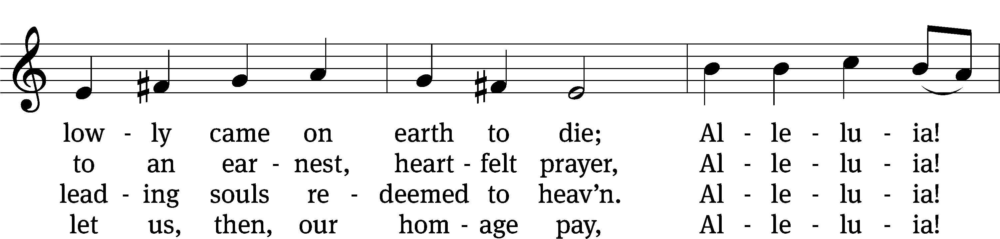 low - ly came on earth to die; Al - le - lu - ia!
to an ear - nest, heart - felt prayer, Al - le - lu - ia!
lead - ing souls re - deemed to heav’n. Al - le - lu - ia!
let us, then, our hom - age pay, Al - le - lu - ia!